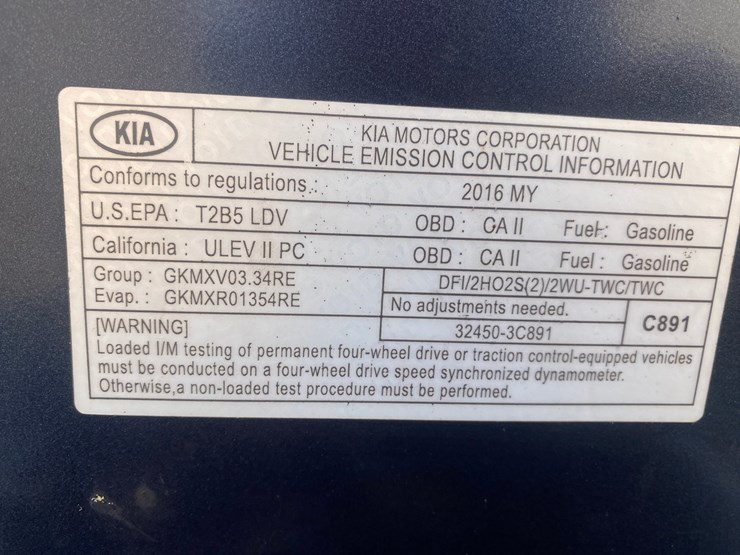 KIA
KIA MOTORS CORPORATION
VEHICLE EMISSION CONTROL INFORMATION
Conforms to regulations : 2016 MY
U.S.EPA : T2B5 LDV OBD : CA II Fuel : Gasoline
California : ULEV II PC OBD : CA II Fuel : Gasoline
Group : GKMXV03.34RE
Evap. : GKMXR01354RE
DFI/2HO2S(2)/2WU-TWC/TWC
No adjustments needed.
32450-3C891
C891
[WARNING]
Loaded I/M testing of permanent four-wheel drive or traction control-equipped vehicles
must be conducted on a four-wheel drive speed synchronized dynamometer.
Otherwise,a non-loaded test procedure must be performed.